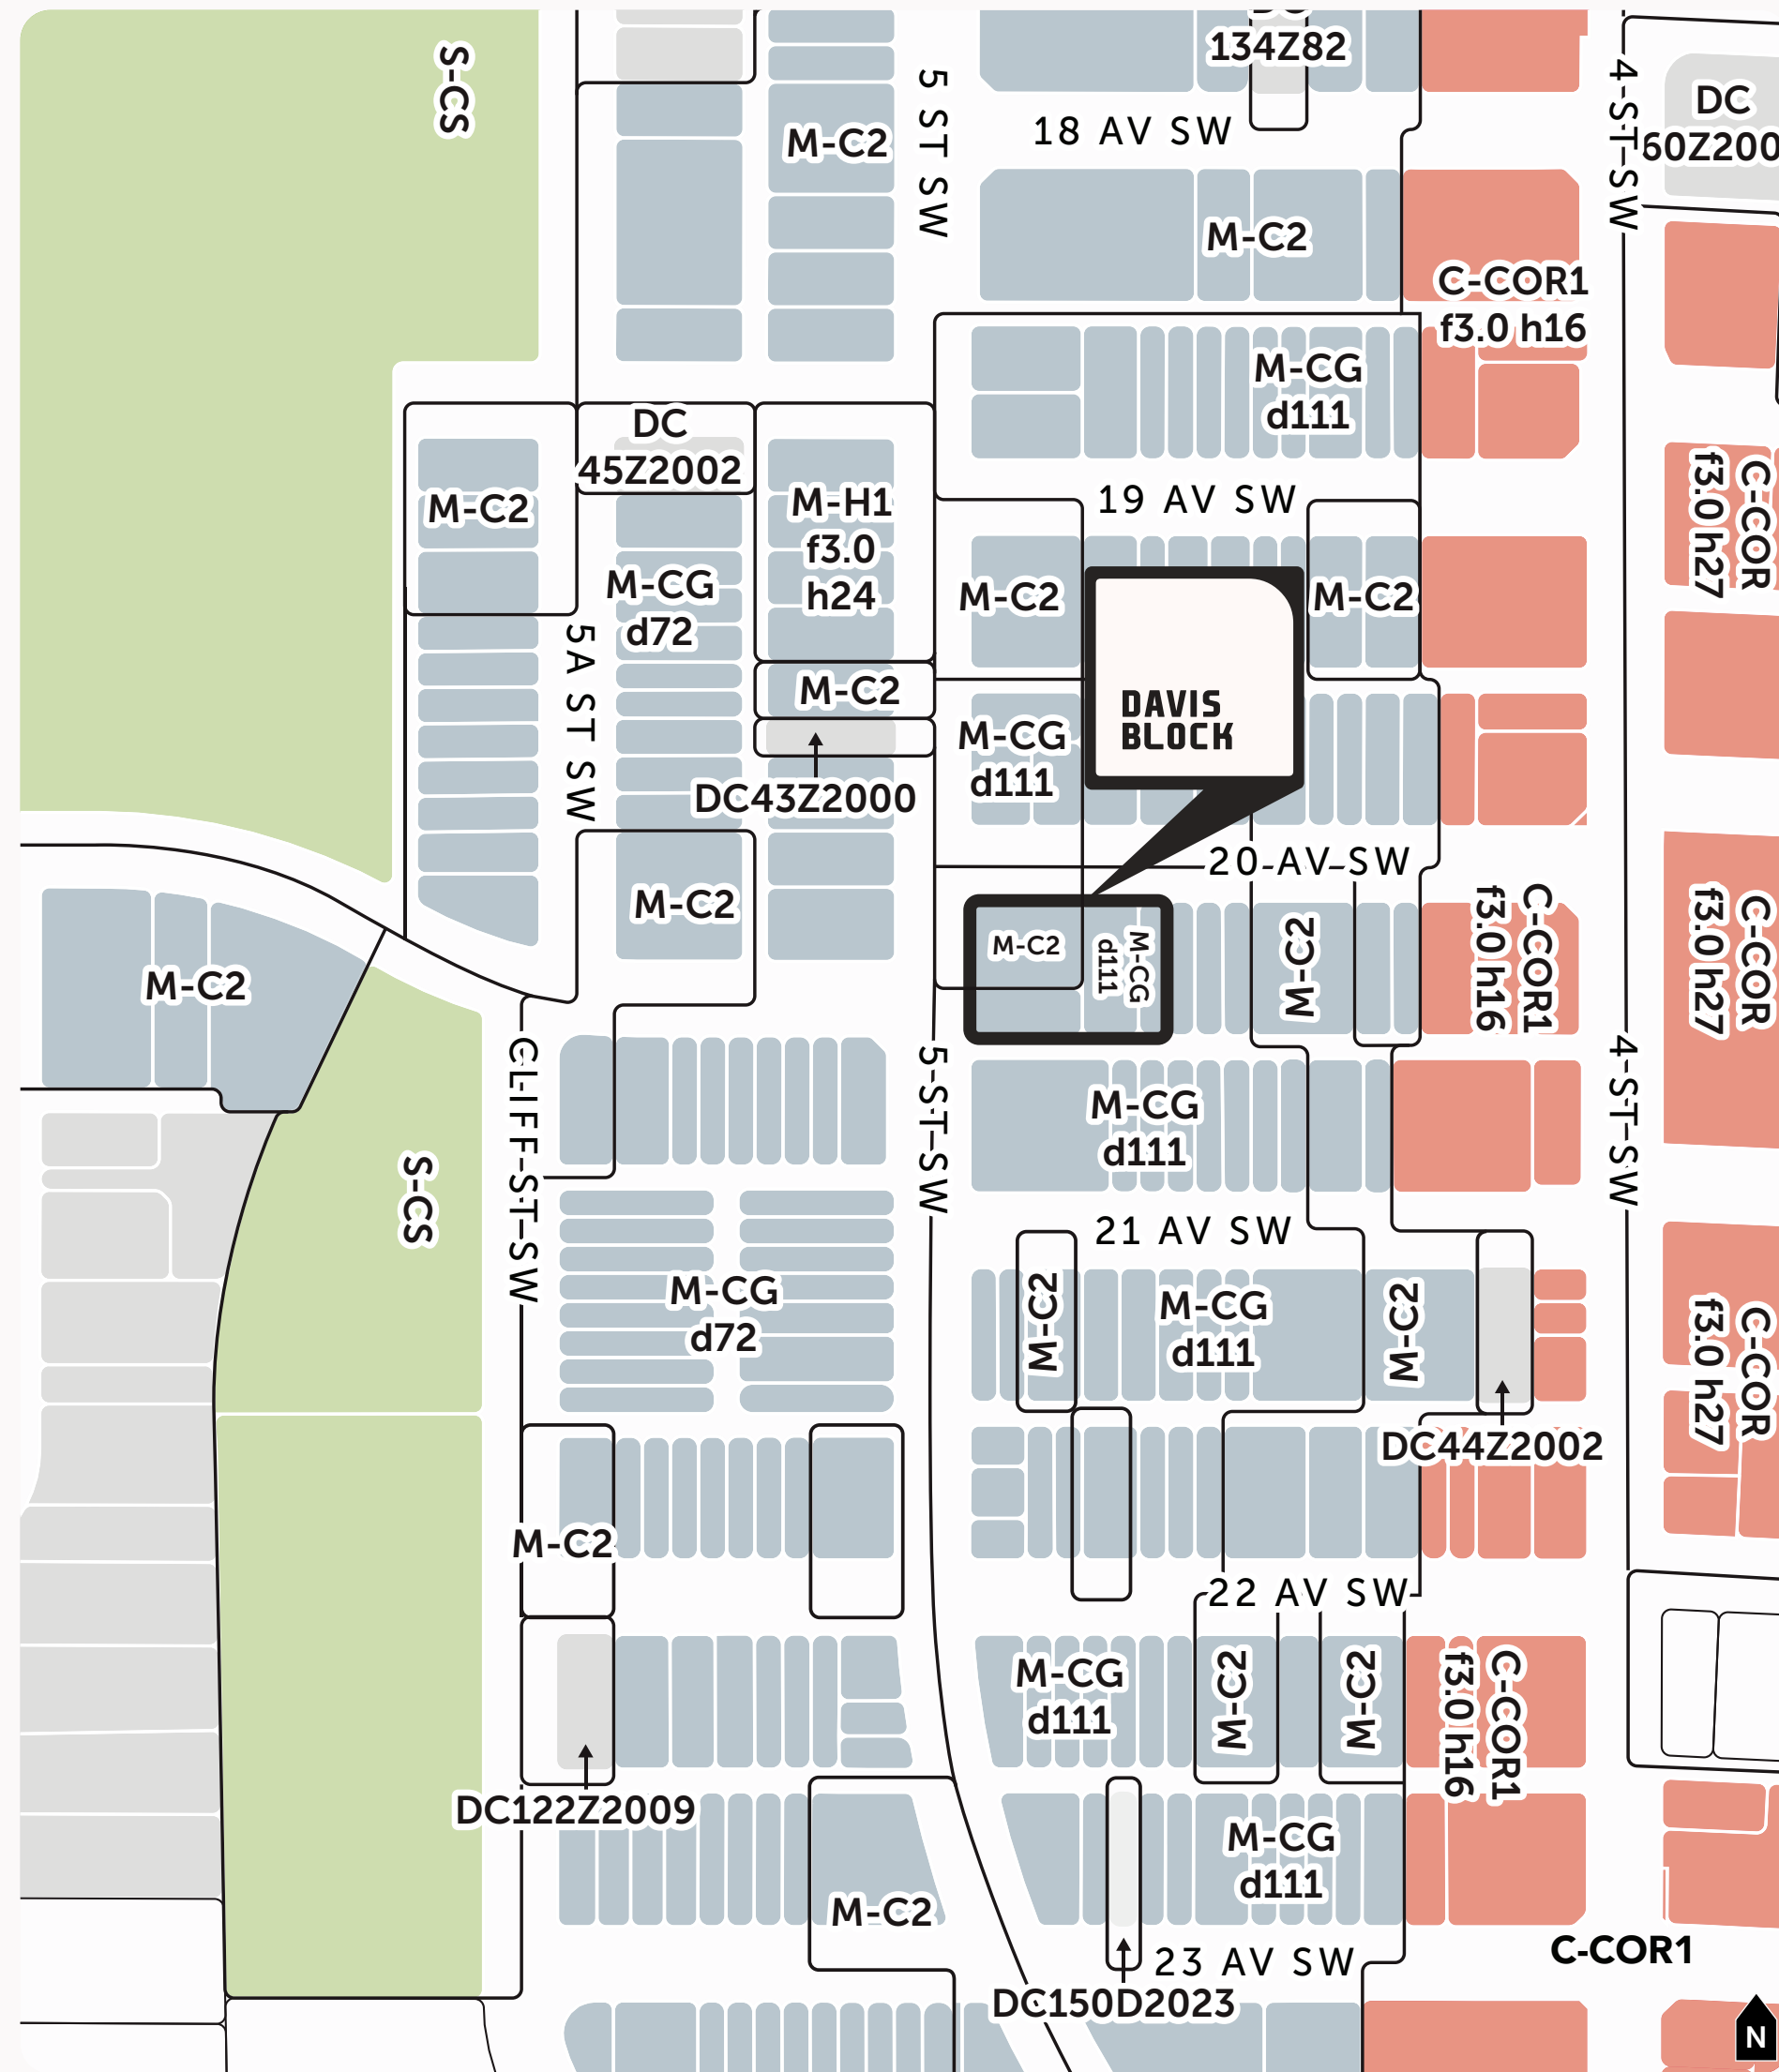 S-CS
DC
134Z82
4 ST SW
DC
60Z200
M-C2
5 ST SW
18 AV SW
M-C2
C-COR1
f3.0 h16
M-CG
d111
DC
45Z2002
M-C2
M-H1
f3.0
h24
19 AV SW
C-COR
f3.0 h27
M-CG
d72
M-C2
M-C2
5A ST SW
M-C2
DAVIS
BLOCK
M-CG
d111
DC43Z2000
20 AV SW
M-C2
M-C2
M-CG
d111
M-C2
C-COR1
f3.0 h16
C-COR
f3.0 h27
M-C2
CLIFF ST SW
5 ST SW
4 ST SW
M-CG
d111
S-CS
21 AV SW
M-CG
d72
M-C2
M-CG
d111
M-C2
C-COR
f3.0 h27
DC44Z2002
M-C2
22 AV SW
M-CG
d111
M-C2
M-C2
C-COR1
f3.0 h16
DC122Z2009
M-CG
d111
M-C2
C-COR1
23 AV SW
DC150D2023
N